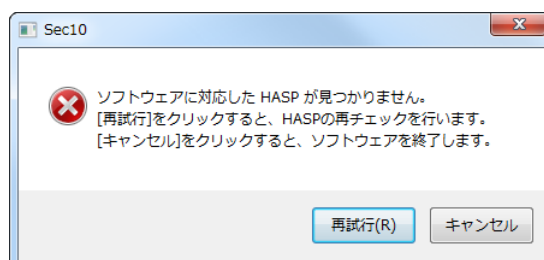 Sec10
ソフトウェアに対応した HASP が見つかりません。
[再試行]をクリックすると、HASPの再チェックを行います。
[キャンセル]をクリックすると、ソフトウェアを終了します。
再試行(R)
キャンセル